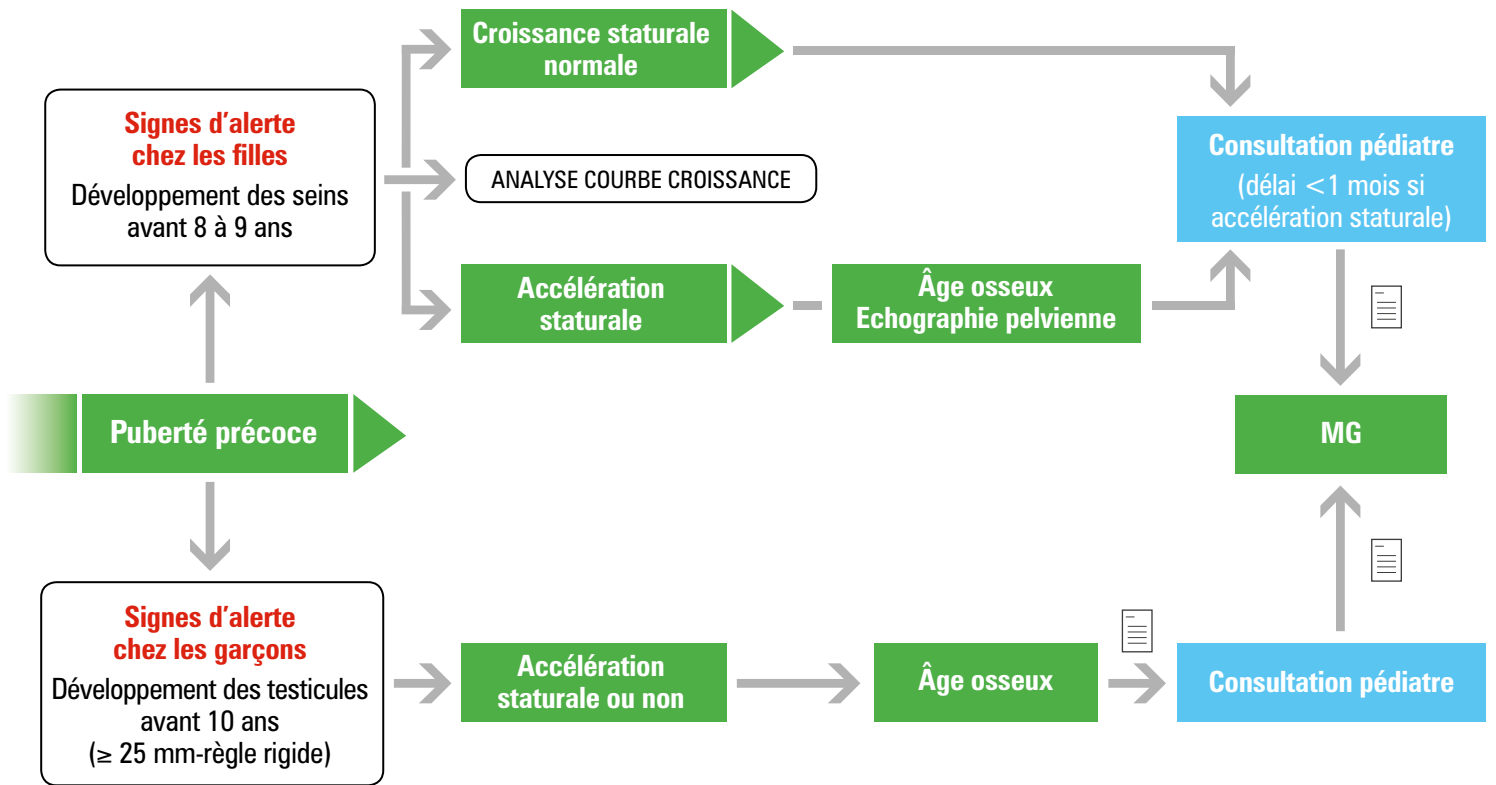 Croissance staturale
normale
Signes d'alerte
chez les filles
Développement des seins
avant 8 à 9 ans
ANALYSE COURBE CROISSANCE
Consultation pédiatre
(délai <1 mois si
accélération staturale)
Accélération
staturale
Âge osseux
Echographie pelvienne
Puberté précoce
MG
Signes d'alerte
chez les garçons
Développement des testicules
avant 10 ans
(≥ 25 mm-règle rigide)
Accélération
staturale ou non
Âge osseux
Consultation pédiatre